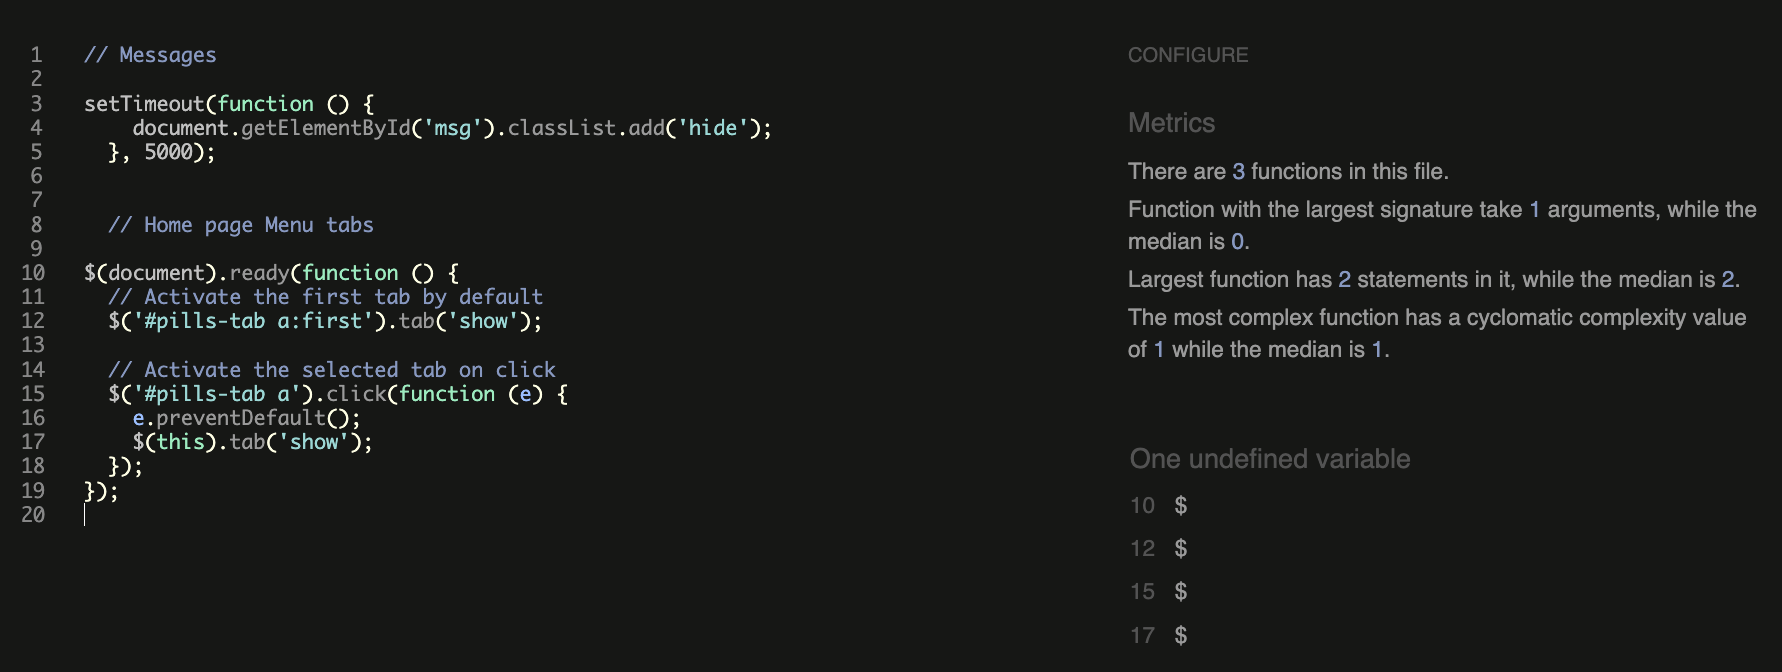 1 // Messages
2
3 setTimeout(function () {
4     document.getElementById('msg').classList.add('hide');
5   }, 5000);
6
7
8   // Home page Menu tabs
9
10 $(document).ready(function () {
11   // Activate the first tab by default
12   $('#pills-tab a:first').tab('show');
13
14   // Activate the selected tab on click
15   $('#pills-tab a').click(function (e) {
16     e.preventDefault();
17     $(this).tab('show');
18   });
19 });
20
CONFIGURE
Metrics
There are 3 functions in this file.
Function with the largest signature take 1 arguments, while the
median is 0.
Largest function has 2 statements in it, while the median is 2.
The most complex function has a cyclomatic complexity value
of 1 while the median is 1.
One undefined variable
10 $
12 $
15 $
17 $